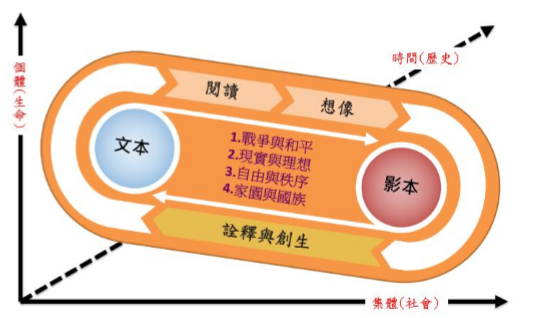 時間(歷史)
個體(生命)
閱讀
想像
文本
1.戰爭與和平
2.現實與理想
3.自由與秩序
4.家園與國族
影本
詮釋與創生
集體(社會)